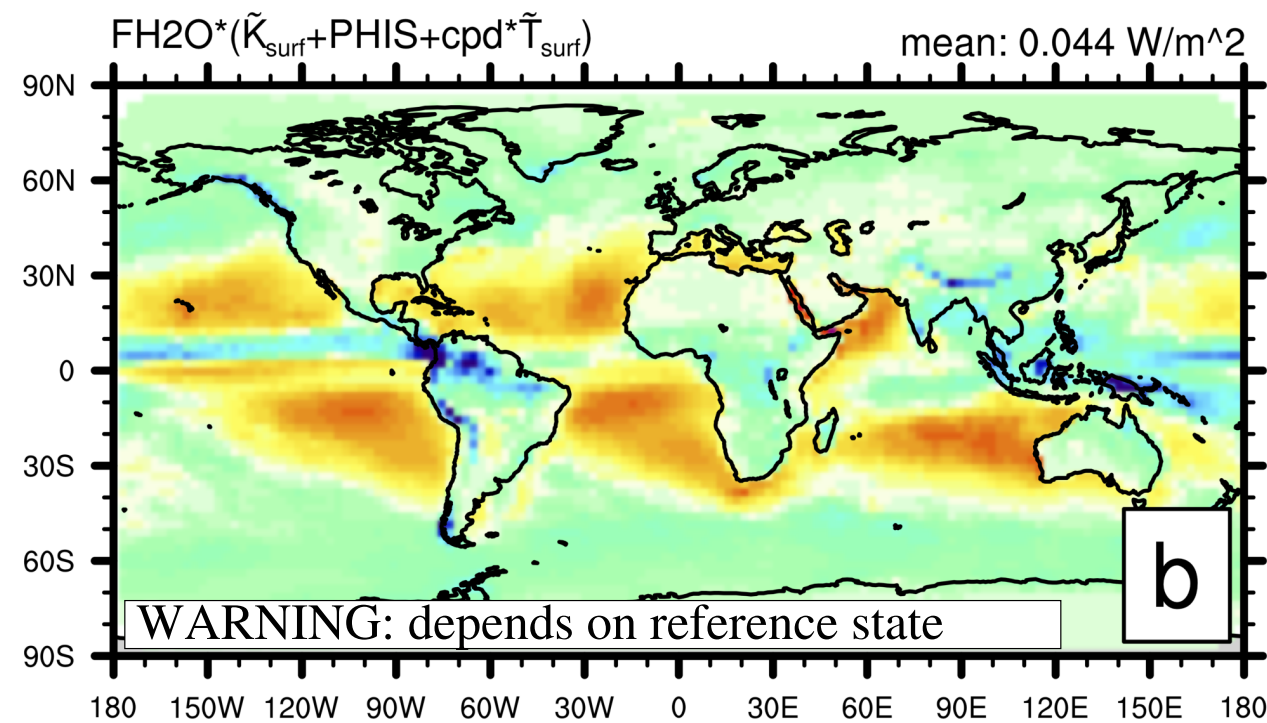 FH2O*(K̃surf+PHIS+cpd*T̃surf)
mean: 0.044 W/m^2
90N
60N
30N
0
30S
60S
90S
b
WARNING: depends on reference state
180 150W 120W 90W 60W 30W 0 30E 60E 90E 120E 150E 180